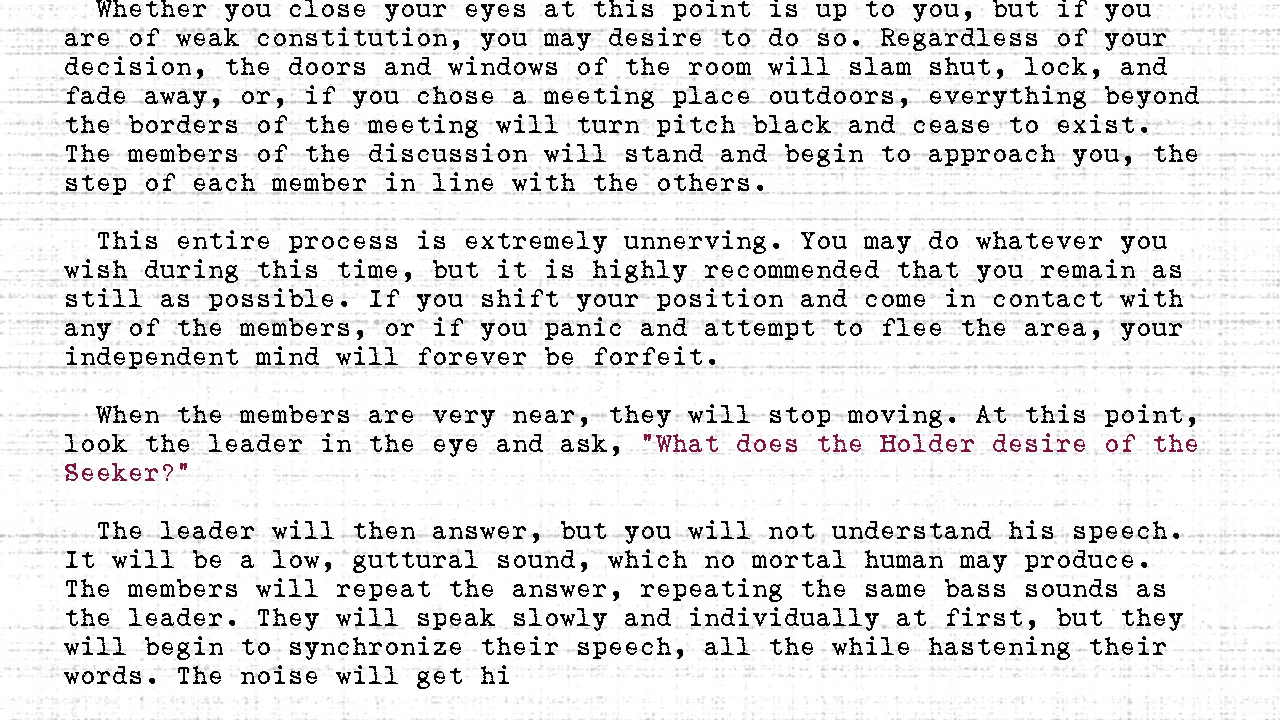 Whether you close your eyes at this point is up to you, but if you
are of weak constitution, you may desire to do so. Regardless of your
decision, the doors and windows of the room will slam shut, lock, and
fade away, or, if you chose a meeting place outdoors, everything beyond
the borders of the meeting will turn pitch black and cease to exist.
The members of the discussion will stand and begin to approach you, the
step of each member in line with the others.
This entire process is extremely unnerving. You may do whatever you
wish during this time, but it is highly recommended that you remain as
still as possible. If you shift your position and come in contact with
any of the members, or if you panic and attempt to flee the area, your
independent mind will forever be forfeit.
When the members are very near, they will stop moving. At this point,
look the leader in the eye and ask, "What does the Holder desire of the
Seeker?"
The leader will then answer, but you will not understand his speech.
It will be a low, guttural sound, which no mortal human may produce.
The members will repeat the answer, repeating the same bass sounds as
the leader. They will speak slowly and individually at first, but they
will begin to synchronize their speech, all the while hastening their
words. The noise will get hi